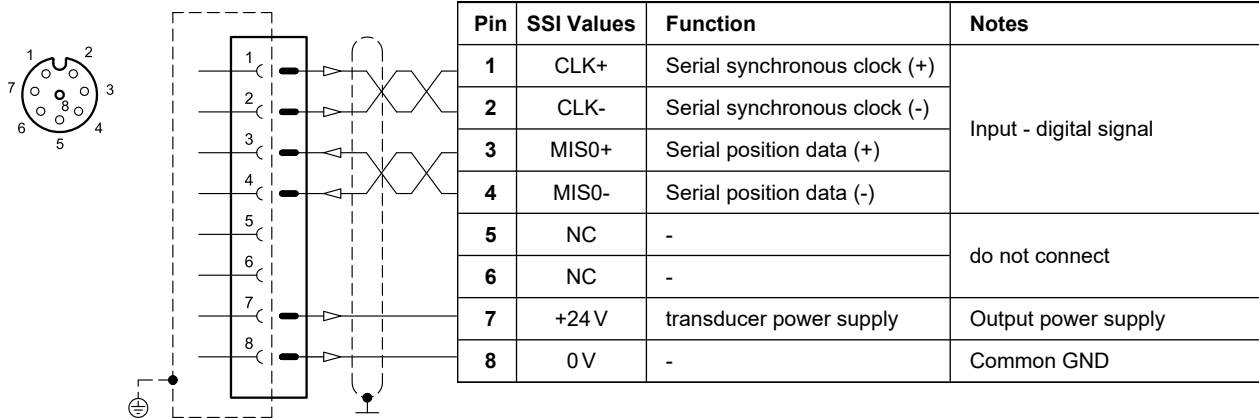 1
2
7
3
8
6
4
5
1
2
3
4
5
6
7
8
Pin SSI Values Function Notes
1 CLK+ Serial synchronous clock (+)
2 CLK- Serial synchronous clock (-)
Input - digital signal
3 MIS0+ Serial position data (+)
4 MIS0- Serial position data (-)
5 NC -
do not connect
6 NC -
7 +24 V transducer power supply Output power supply
8 0 V - Common GND